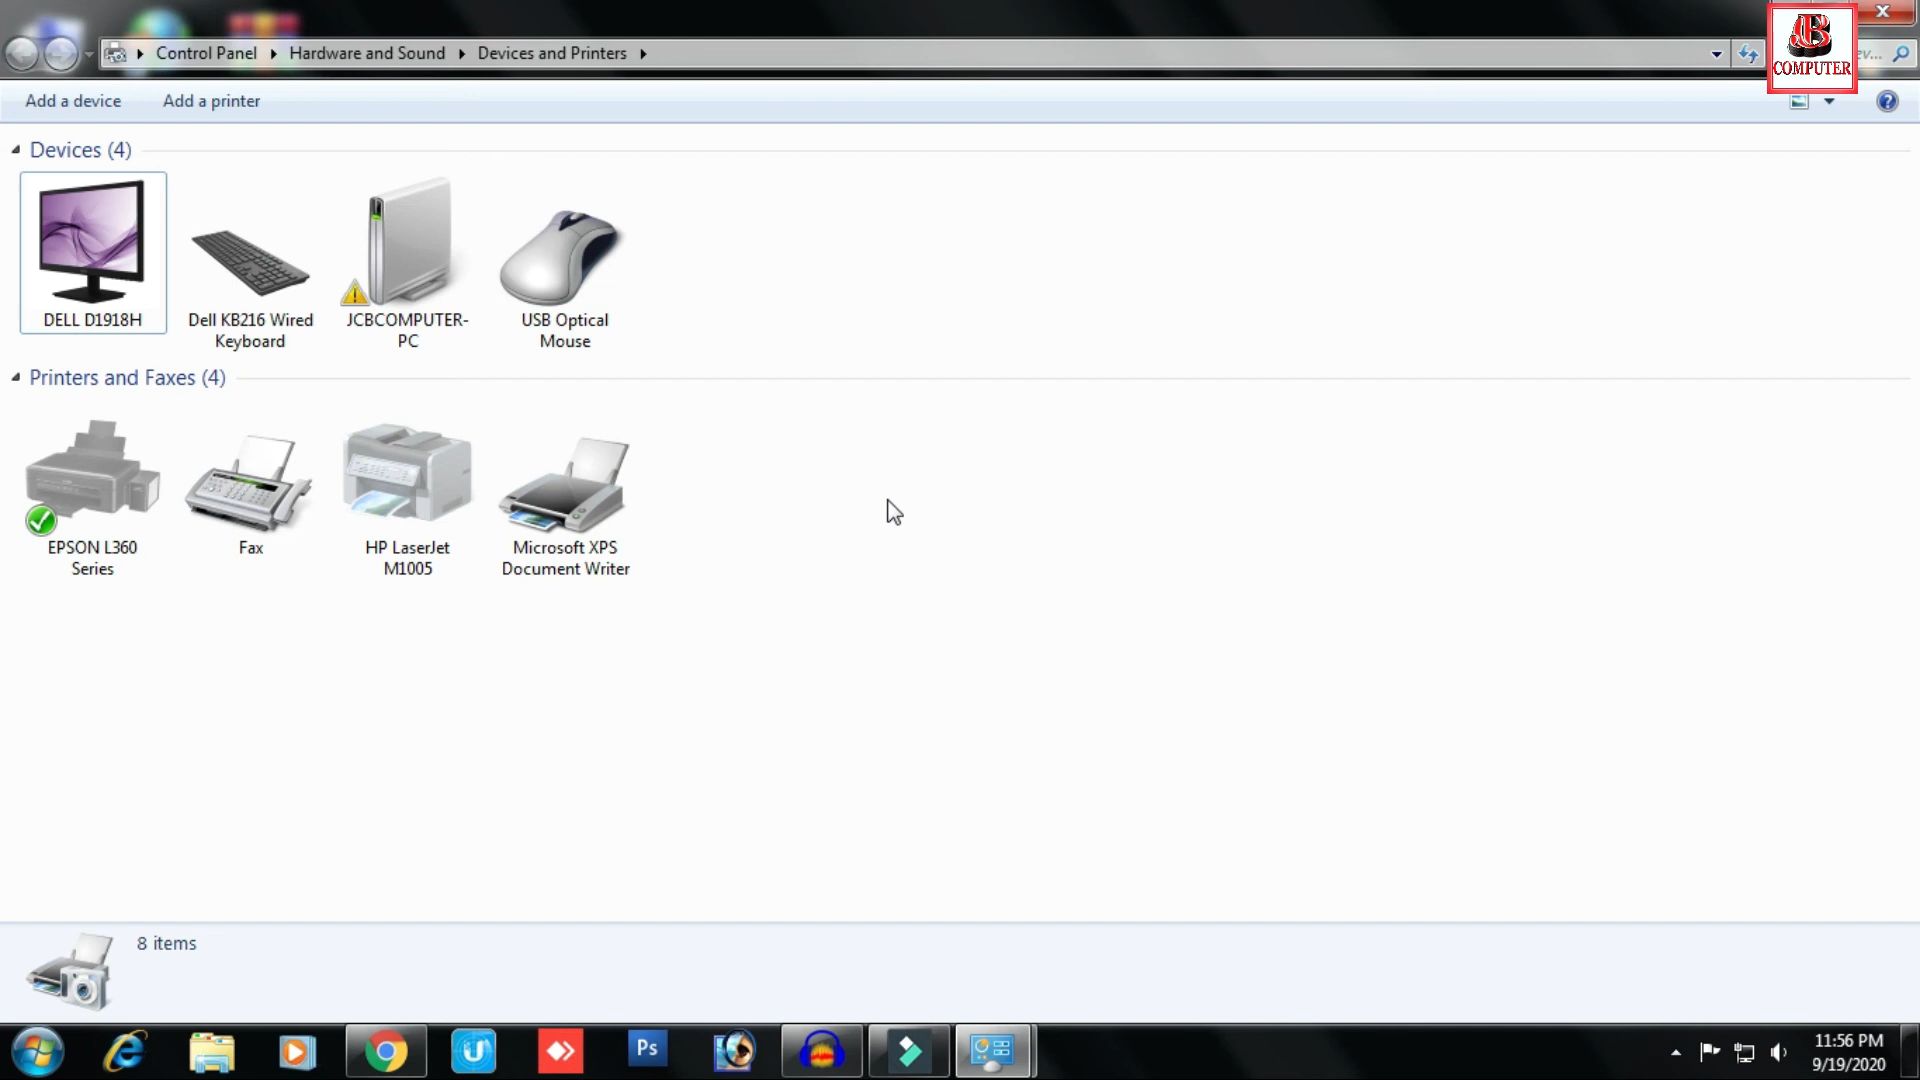 Control Panel Hardware and Sound Devices and Printers
ev...
JCB
COMPUTER
Add a device Add a printer
Devices (4)
DELL D1918H
Dell KB216 Wired
Keyboard
JCBCOMPUTER-
PC
USB Optical
Mouse
Printers and Faxes (4)
EPSON L360
Series
Fax
HP LaserJet
M1005
Microsoft XPS
Document Writer
8 items
Ps
11:56 PM
9/19/2020